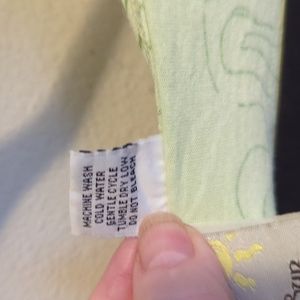 MACHINE WASH
COLD WATER
GENTLE CYCLE
TUMBLE DRY LOW
DO NOT BLEACH